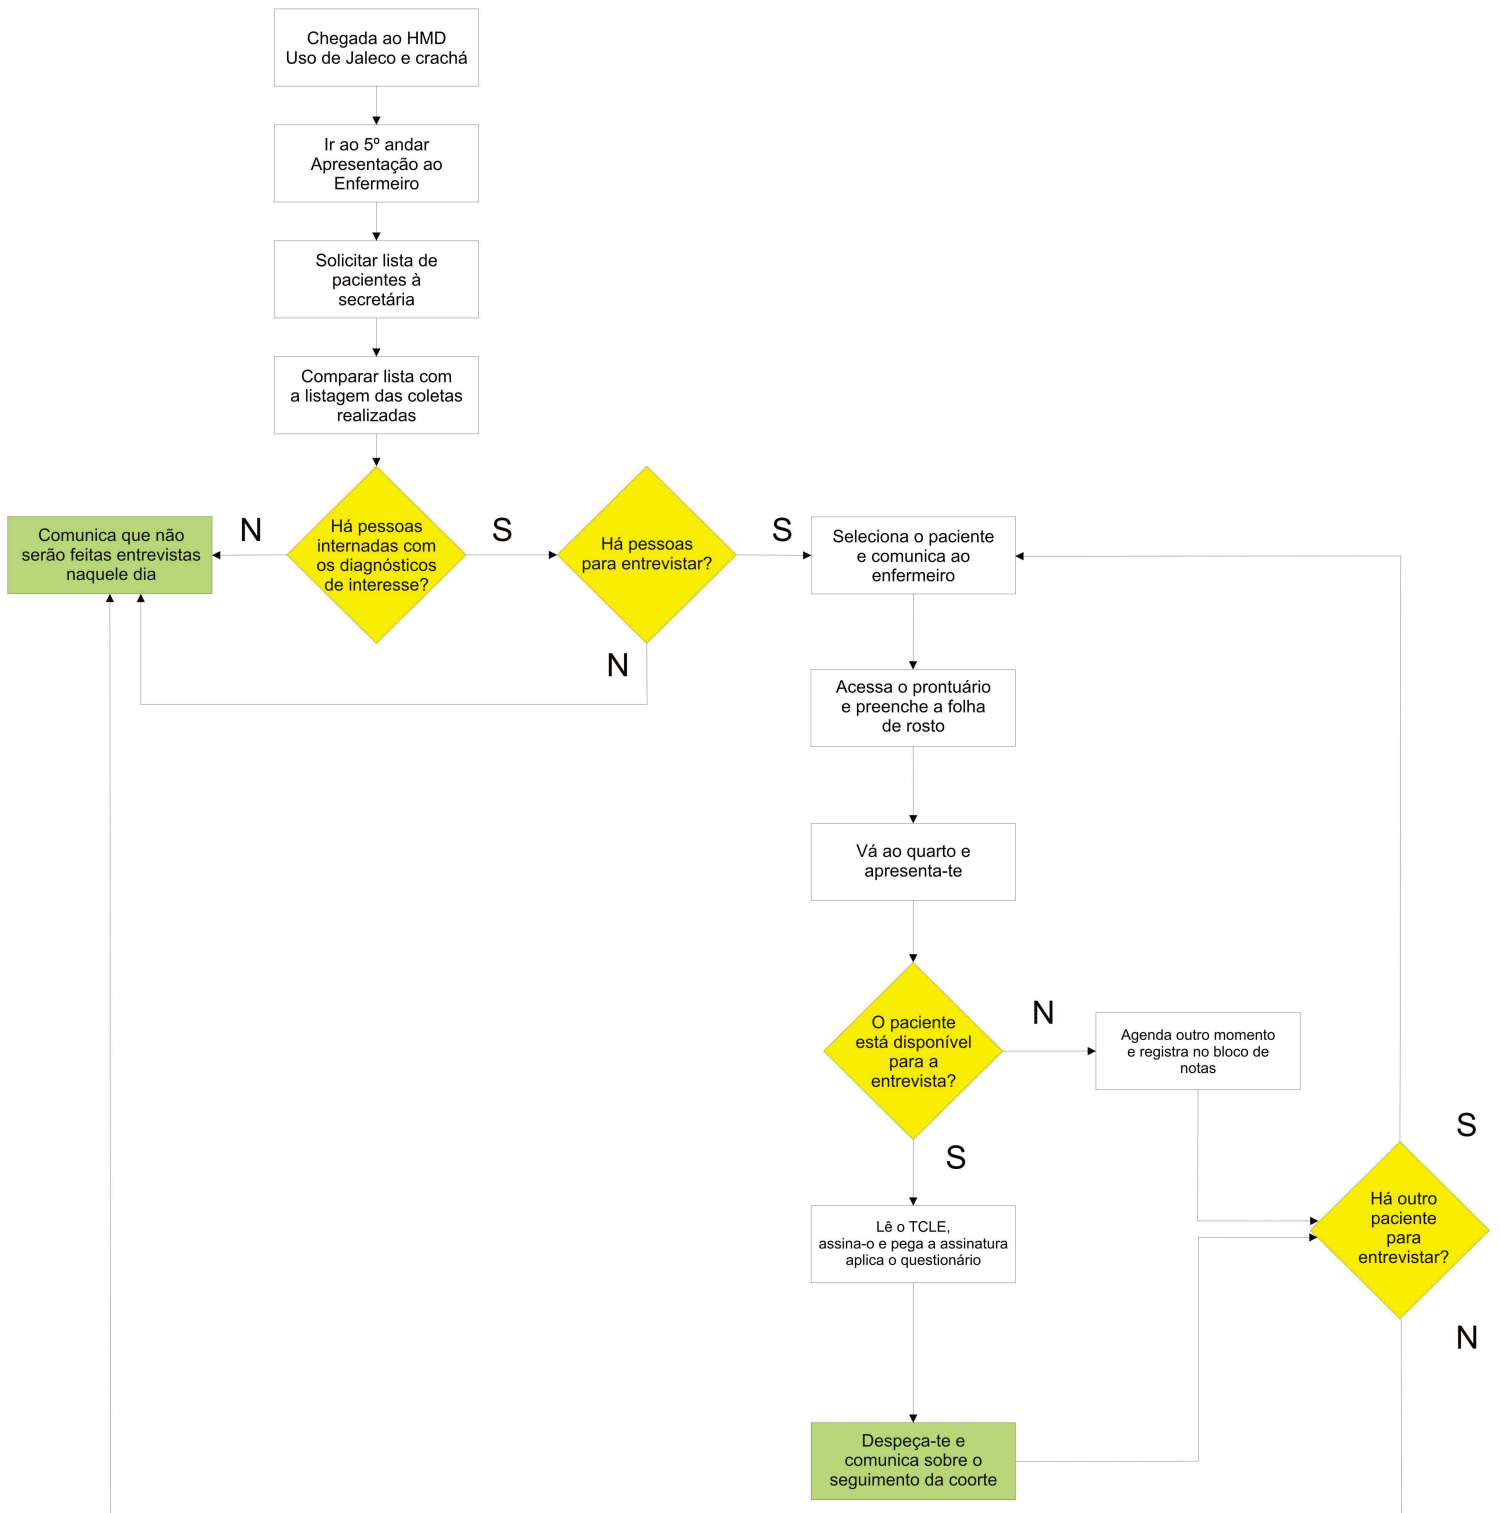 Chegada ao HMD
Uso de Jaleco e crachá
Ir ao 5º andar
Apresentação ao
Enfermeiro
Solicitar lista de
pacientes à
secretária
Comparar lista com
a listagem das coletas
realizadas
Há pessoas
internadas com
os diagnósticos
de interesse?
N
Comunica que não
serão feitas entrevistas
naquele dia
S
Há pessoas
para entrevistar?
N
S
Seleciona o paciente
e comunica ao
enfermeiro
Acessa o prontuário
e preenche a folha
de rosto
Vá ao quarto e
apresenta-te
O paciente
está disponível
para a
entrevista?
N
Agenda outro momento
e registra no bloco de
notas
S
Lê o TCLE,
assina-o e pega a assinatura
aplica o questionário
Despeça-te e
comunica sobre o
seguimento da coorte
S
Há outro
paciente
para
entrevistar?
N